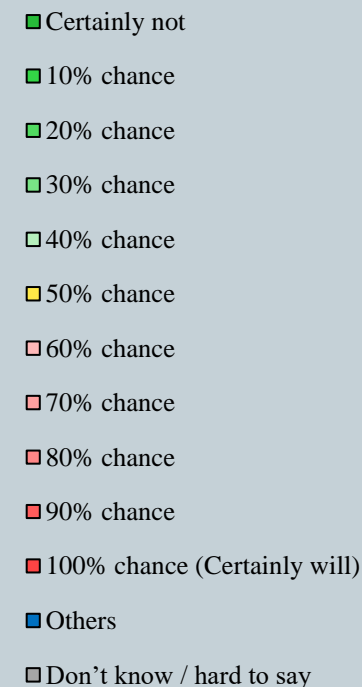 Certainly not
10% chance
20% chance
30% chance
40% chance
50% chance
60% chance
70% chance
80% chance
90% chance
100% chance (Certainly will)
Others
Don’t know / hard to say